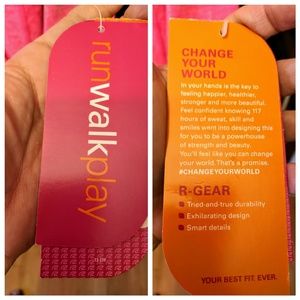 runwalkplay
CHANGE
YOUR
WORLD
In your hands is the key to
feeling happier, healthier,
stronger and more beautiful.
Feel confident knowing 117
hours of sweat, skill and
smiles went into designing this
for you to be a powerhouse
of strength and beauty.
You'll feel like you can change
your world. That's a promise.
#CHANGEYOURWORLD
R-GEAR
Tried-and-true durability
Exhilarating design
Smart details
YOUR BEST FIT. EVER.